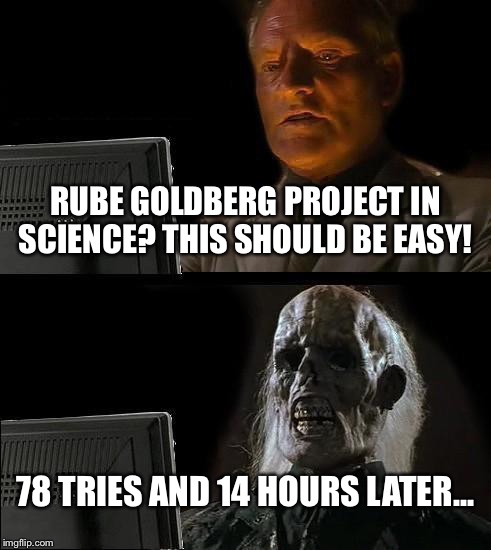 RUBE GOLDBERG PROJECT IN
SCIENCE? THIS SHOULD BE EASY!
78 TRIES AND 14 HOURS LATER...
imgflip.com